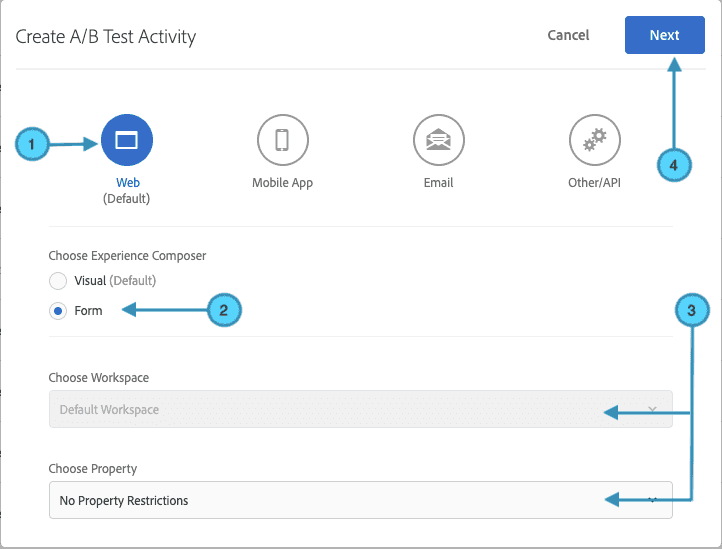 Create A/B Test Activity
Cancel
Next
1
4
Web
(Default)
Mobile App
Email
Other/API
Choose Experience Composer
Visual (Default)
Form
2
3
Choose Workspace
Default Workspace
Choose Property
No Property Restrictions